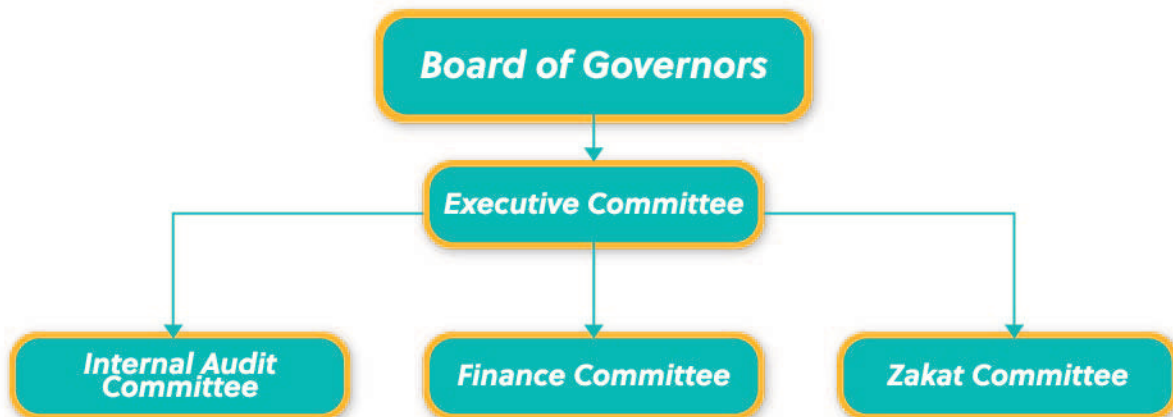 Board of Governors
Executive Committee
Internal Audit
Committee
Finance Committee
Zakat Committee